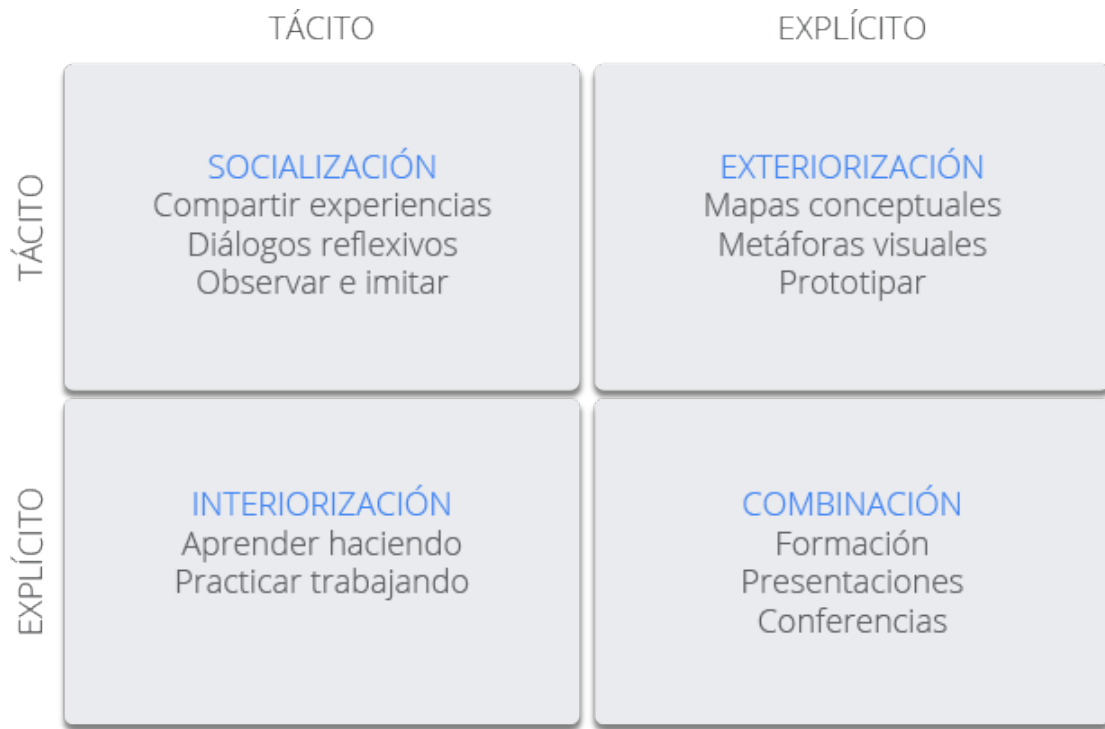 TÁCITO
EXPLÍCITO
TÁCITO
SOCIALIZACIÓN
Compartir experiencias
Diálogos reflexivos
Observar e imitar
EXTERIORIZACIÓN
Mapas conceptuales
Metáforas visuales
Prototipar
EXPLÍCITO
INTERIORIZACIÓN
Aprender haciendo
Practicar trabajando
COMBINACIÓN
Formación
Presentaciones
Conferencias